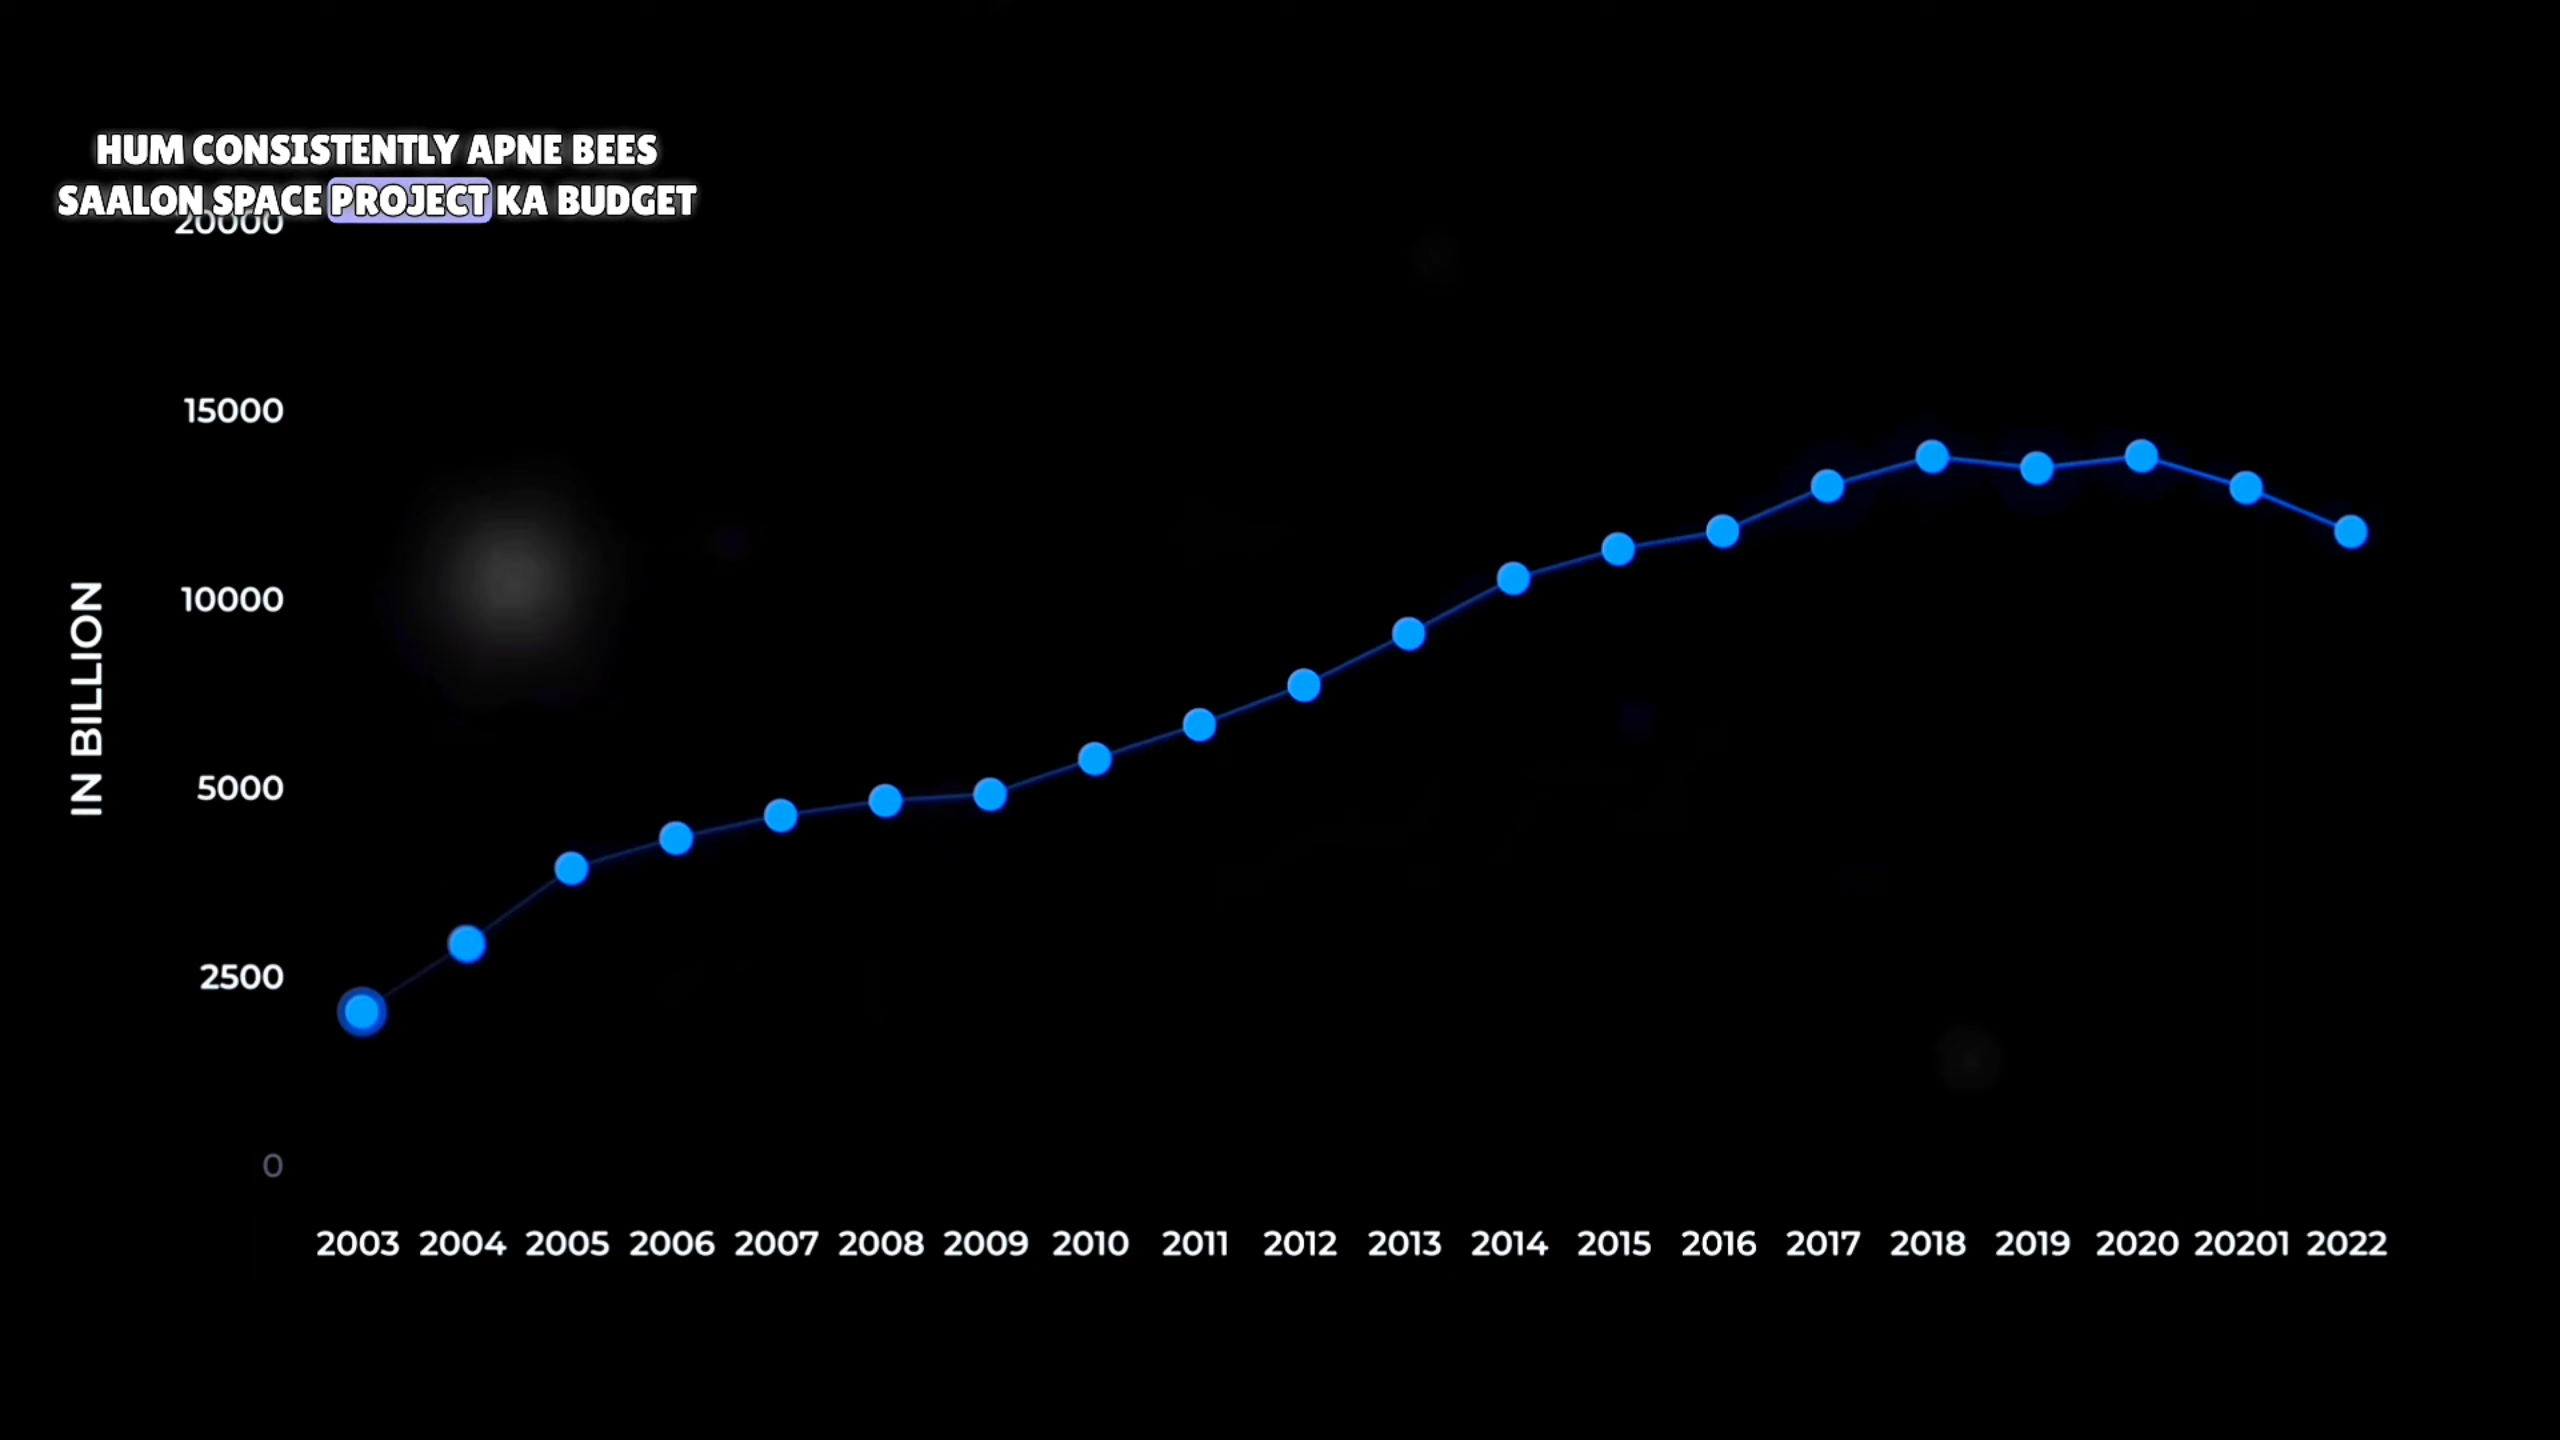 HUM CONSISTENTLY APNE BEES
SAALON SPACE PROJECT KA BUDGET
20000
15000
10000
5000
2500
0
IN BILLION
2003 2004 2005 2006 2007 2008 2009 2010 2011 2012 2013 2014 2015 2016 2017 2018 2019 2020 20201 2022